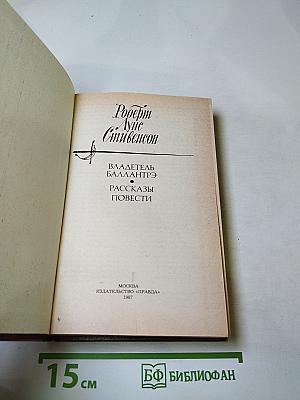 Роберт
Луис
Стивенсон
ВЛАДЕТЕЛЬ
БАЛЛАНТРЭ
•
РАССКАЗЫ
ПОВЕСТИ
МОСКВА
ИЗДАТЕЛЬСТВО «ПРАВДА»
1987
15 см
БФ БИБЛИОФАН